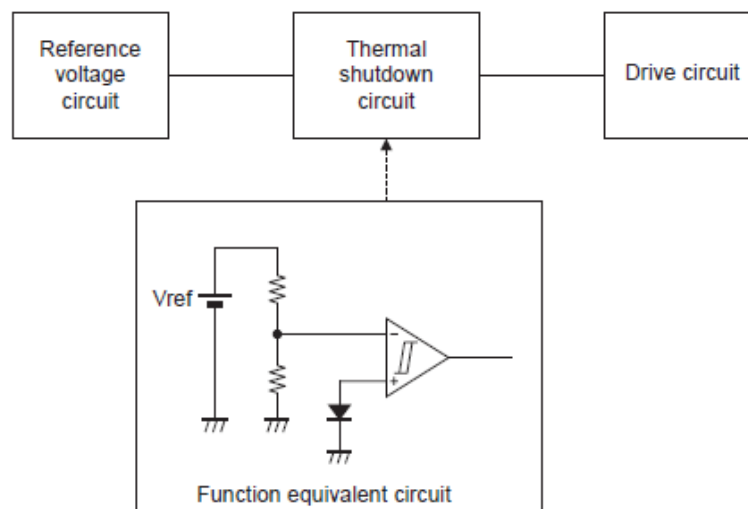 Reference
voltage
circuit
Thermal
shutdown
circuit
Drive circuit
Vref
−
+
Function equivalent circuit